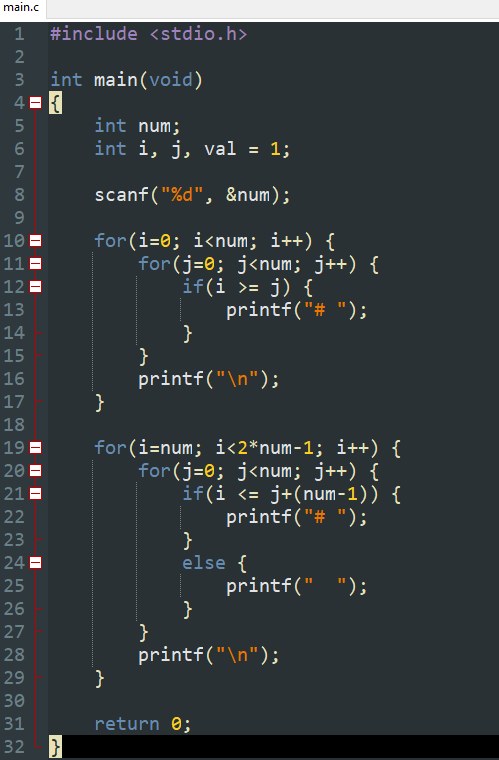 main.c
1 #include <stdio.h>
2
3 int main(void)
4 {
5     int num;
6     int i, j, val = 1;
7
8     scanf("%d", &num);
9
10     for(i=0; i<num; i++) {
11         for(j=0; j<num; j++) {
12             if(i >= j) {
13                 printf("# ");
14             }
15         }
16         printf("\n");
17     }
18
19     for(i=num; i<2*num-1; i++) {
20         for(j=0; j<num; j++) {
21             if(i <= j+(num-1)) {
22                 printf("# ");
23             }
24             else {
25                 printf("  ");
26             }
27         }
28         printf("\n");
29     }
30
31     return 0;
32 }